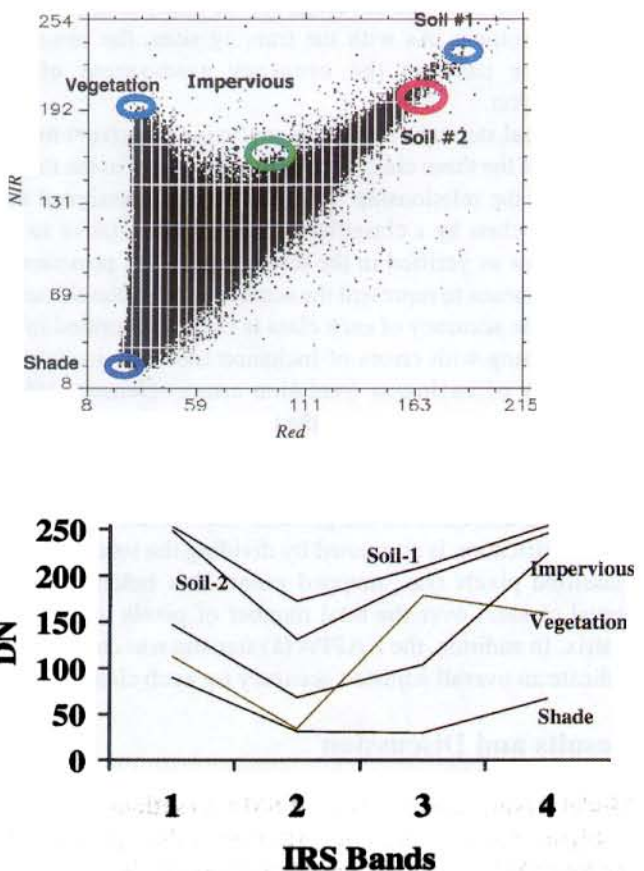 Soil #1
254
Vegetation
Impervious
192
Soil #2
NIR
131
69
Shade
8
8 59 111 163 215
Red
250
Soil-1
200
Soil-2
Impervious
150
Vegetation
DN
100
50
Shade
0
1 2 3 4
IRS Bands